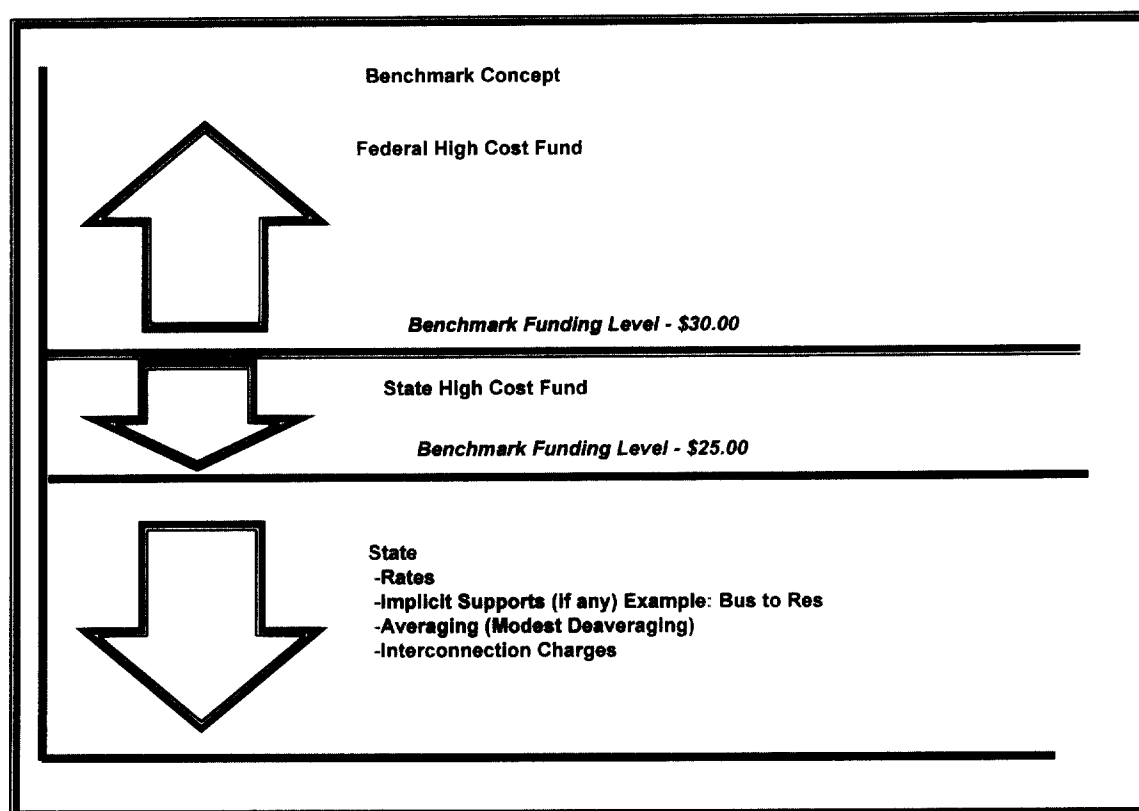 Benchmark Concept
Federal High Cost Fund
Benchmark Funding Level - $30.00
State High Cost Fund
Benchmark Funding Level - $25.00
State
-Rates
-Implicit Supports (if any) Example: Bus to Res
-Averaging (Modest Deaveraging)
-Interconnection Charges